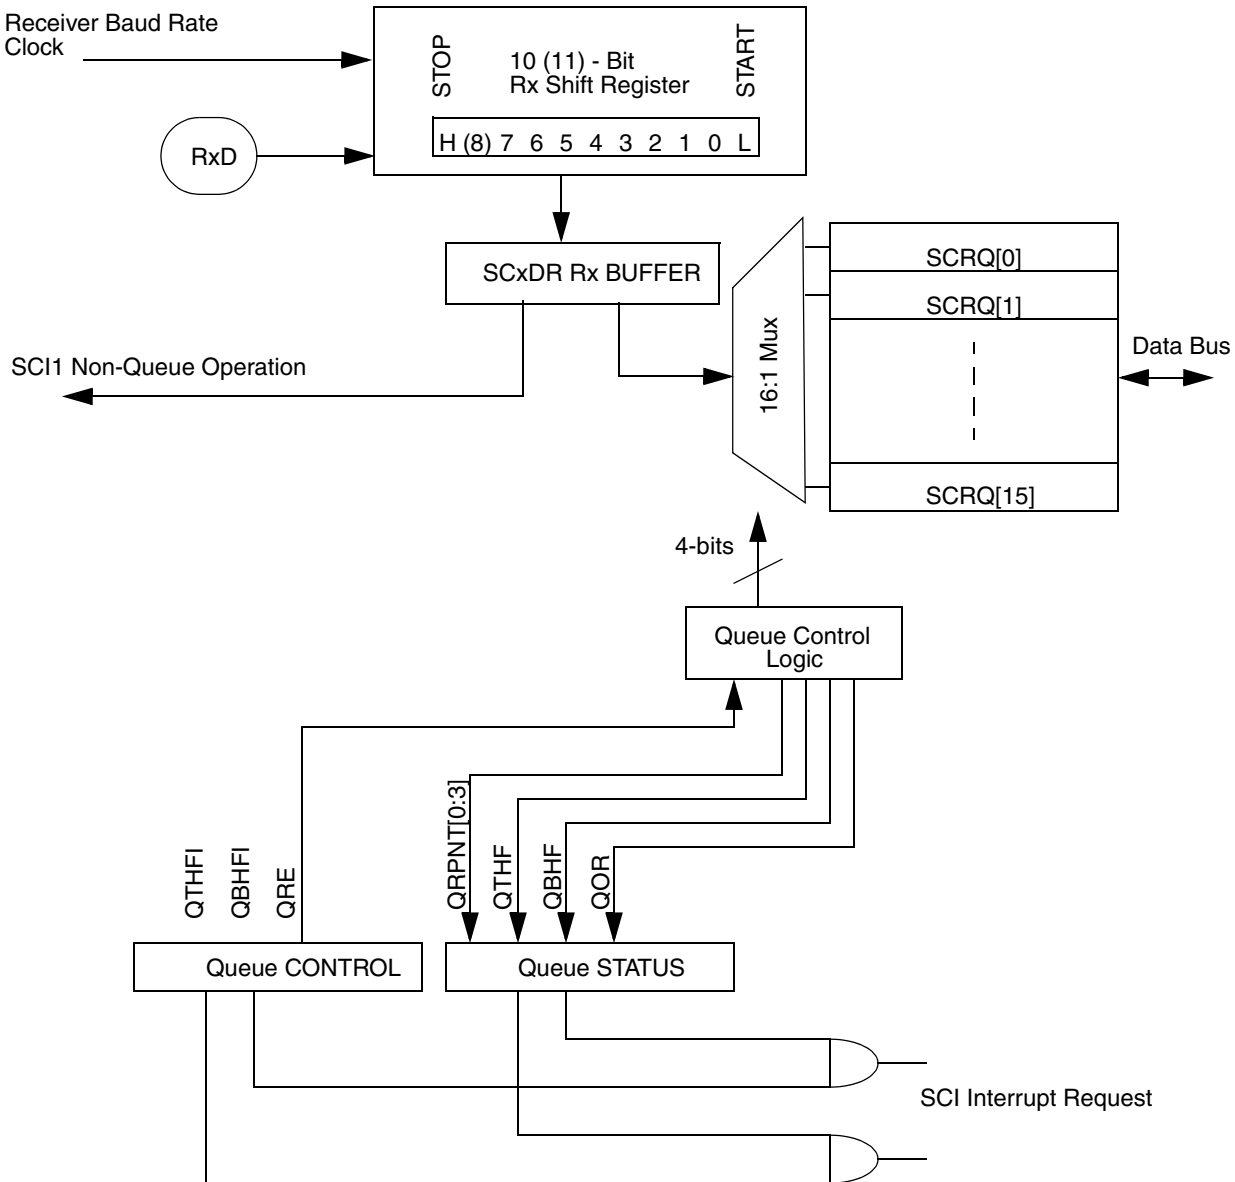 Receiver Baud Rate
Clock
STOP
10 (11) - Bit
Rx Shift Register
START
H (8) 7 6 5 4 3 2 1 0 L
RxD
SCxDR Rx BUFFER
SCI1 Non-Queue Operation
16:1 Mux
SCRQ[0]
SCRQ[1]
SCRQ[15]
Data Bus
4-bits
Queue Control
Logic
QTHFI
QBHFI
QRE
QRPNT[0:3]
QTHF
QBHF
QOR
Queue CONTROL
Queue STATUS
SCI Interrupt Request